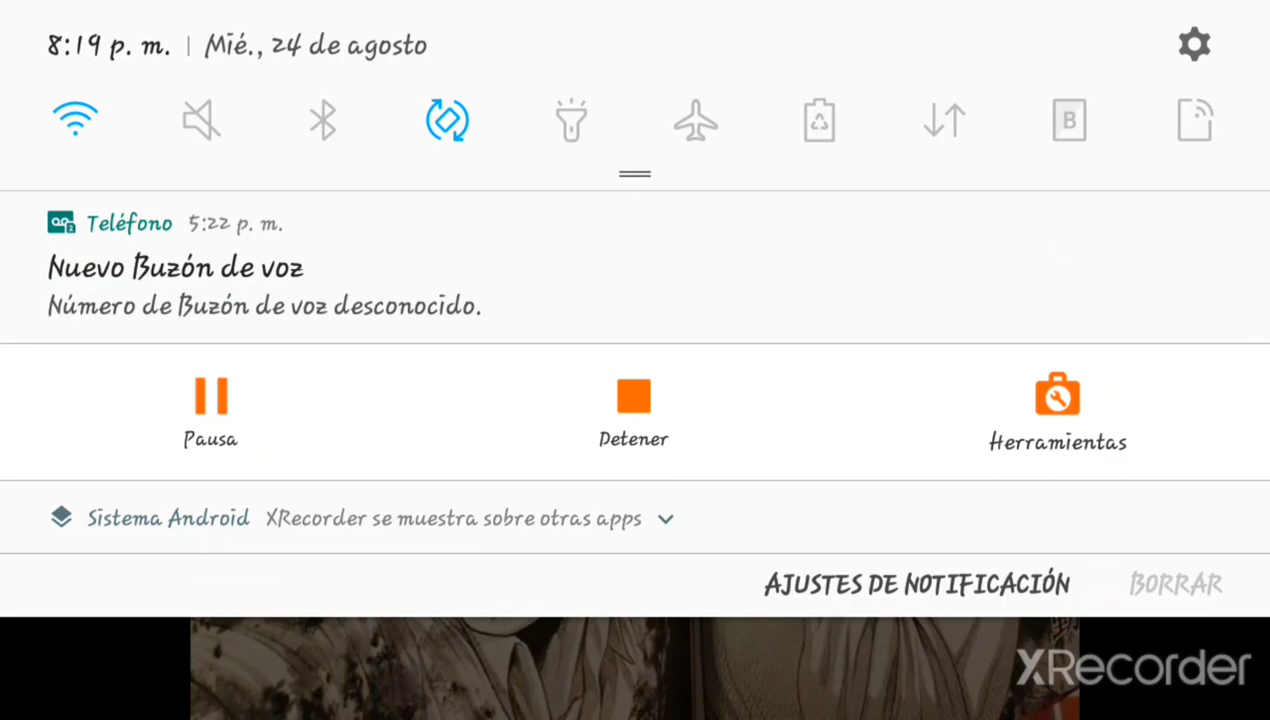 8:19 p. m. | Mié., 24 de agosto
B
Teléfono 5:22 p. m.
Nuevo Buzón de voz
Número de Buzón de voz desconocido.
Pausa Detener Herramientas
Sistema Android XRecorder se muestra sobre otras apps
AJUSTES DE NOTIFICACIÓN BORRAR
XRecorder